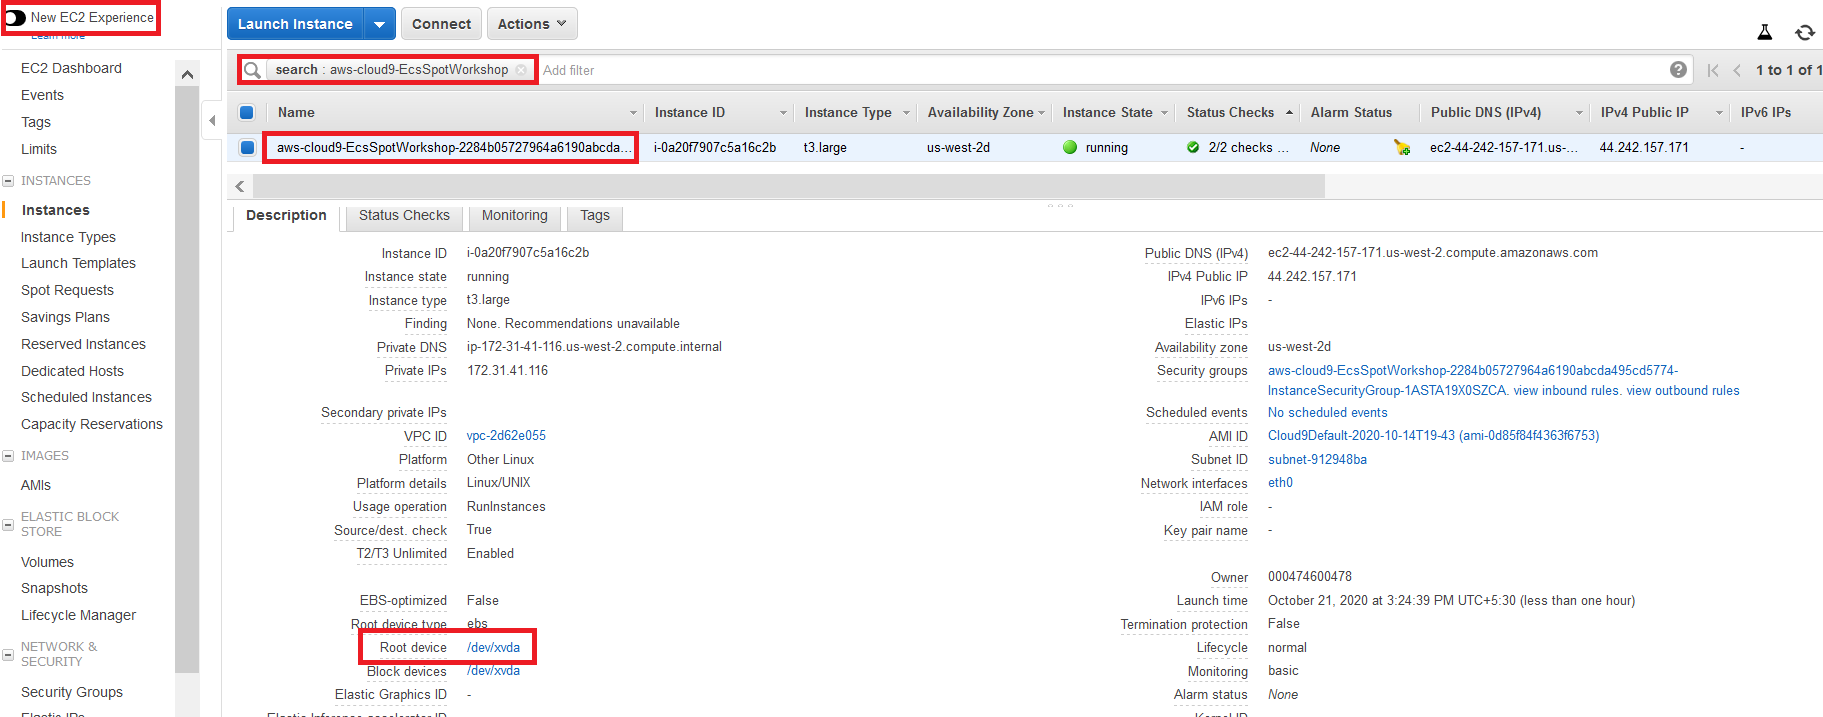 New EC2 Experience
Learn more
EC2 Dashboard
Events
Tags
Limits
INSTANCES
Instances
Instance Types
Launch Templates
Spot Requests
Savings Plans
Reserved Instances
Dedicated Hosts
Scheduled Instances
Capacity Reservations
IMAGES
AMIs
ELASTIC BLOCK
STORE
Volumes
Snapshots
Lifecycle Manager
NETWORK &
SECURITY
Security Groups
Elastic IPs
Launch Instance Connect Actions
search : aws-cloud9-EcsSpotWorkshop Add filter 1 to 1 of 1
Name Instance ID Instance Type Availability Zone Instance State Status Checks Alarm Status Public DNS (IPv4) IPv4 Public IP IPv6 IPs
aws-cloud9-EcsSpotWorkshop-2284b05727964a6190abcda... i-0a20f7907c5a16c2b t3.large us-west-2d running 2/2 checks ... None ec2-44-242-157-171.us-... 44.242.157.171 -
Description Status Checks Monitoring Tags
Instance ID i-0a20f7907c5a16c2b
Instance state running
Instance type t3.large
Finding None. Recommendations unavailable
Private DNS ip-172-31-41-116.us-west-2.compute.internal
Private IPs 172.31.41.116
Secondary private IPs
VPC ID vpc-2d62e055
Platform Other Linux
Platform details Linux/UNIX
Usage operation RunInstances
Source/dest. check True
T2/T3 Unlimited Enabled
EBS-optimized False
Root device type ebs
Root device /dev/xvda
Block devices /dev/xvda
Elastic Graphics ID -
Elastic Inference accelerator ID
Public DNS (IPv4) ec2-44-242-157-171.us-west-2.compute.amazonaws.com
IPv4 Public IP 44.242.157.171
IPv6 IPs -
Elastic IPs
Availability zone us-west-2d
Security groups aws-cloud9-EcsSpotWorkshop-2284b05727964a6190abcda495cd5774-
InstanceSecurityGroup-1ASTA19X0SZCA. view inbound rules. view outbound rules
Scheduled events No scheduled events
AMI ID Cloud9Default-2020-10-14T19-43 (ami-0d85f84f4363f6753)
Subnet ID subnet-912948ba
Network interfaces eth0
IAM role -
Key pair name -
Owner 000474600478
Launch time October 21, 2020 at 3:24:39 PM UTC+5:30 (less than one hour)
Termination protection False
Lifecycle normal
Monitoring basic
Alarm status None
Kernel ID